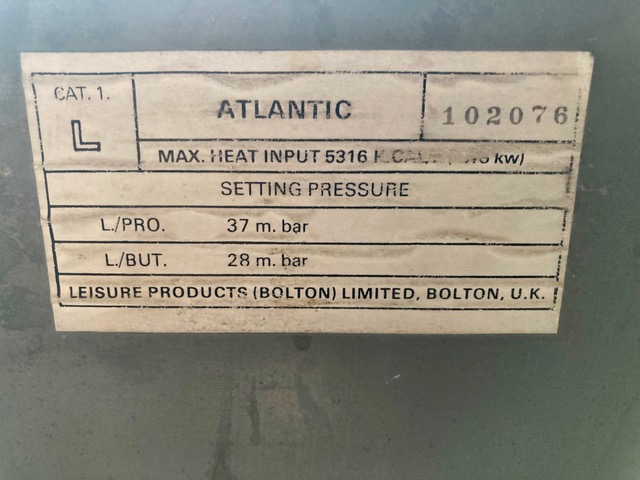 CAT. 1.
L
ATLANTIC
102076
MAX. HEAT INPUT 5316 kw)
SETTING PRESSURE
L./PRO. 37 m. bar
L./BUT. 28 m. bar
LEISURE PRODUCTS (BOLTON) LIMITED, BOLTON, U.K.